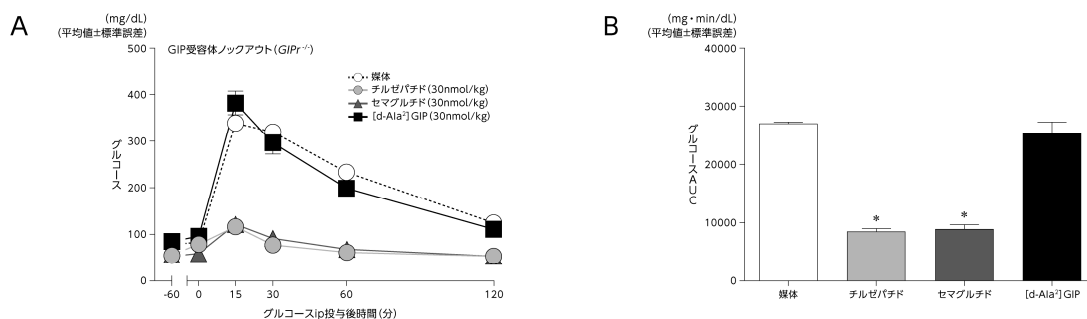 A
(mg/dL)
(平均値±標準誤差)
500
400
300
200
100
0
グルコース
GIP受容体ノックアウト(GIPr -/-)
媒体
チルゼパチド(30nmol/kg)
セマグルチド(30nmol/kg)
[d-Ala2]GIP(30nmol/kg)
-60 0 15 30 60 120
グルコースip投与後時間(分)
B
(mg・min/dL)
(平均値±標準誤差)
40000
30000
20000
10000
0
グルコースAUC
* *
媒体 チルゼパチド セマグルチド [d-Ala2]GIP